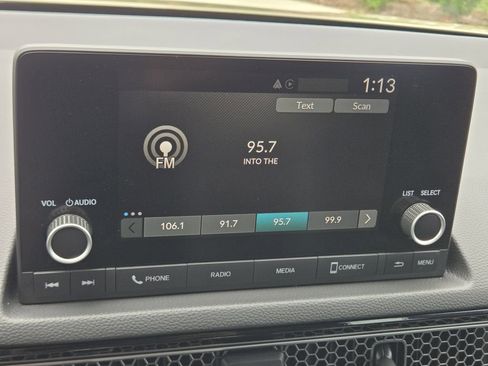 1:13
Text Scan
FM
95.7
INTO THE
VOL AUDIO
LIST SELECT
106.1 91.7 95.7 99.9
PHONE RADIO MEDIA CONNECT MENU